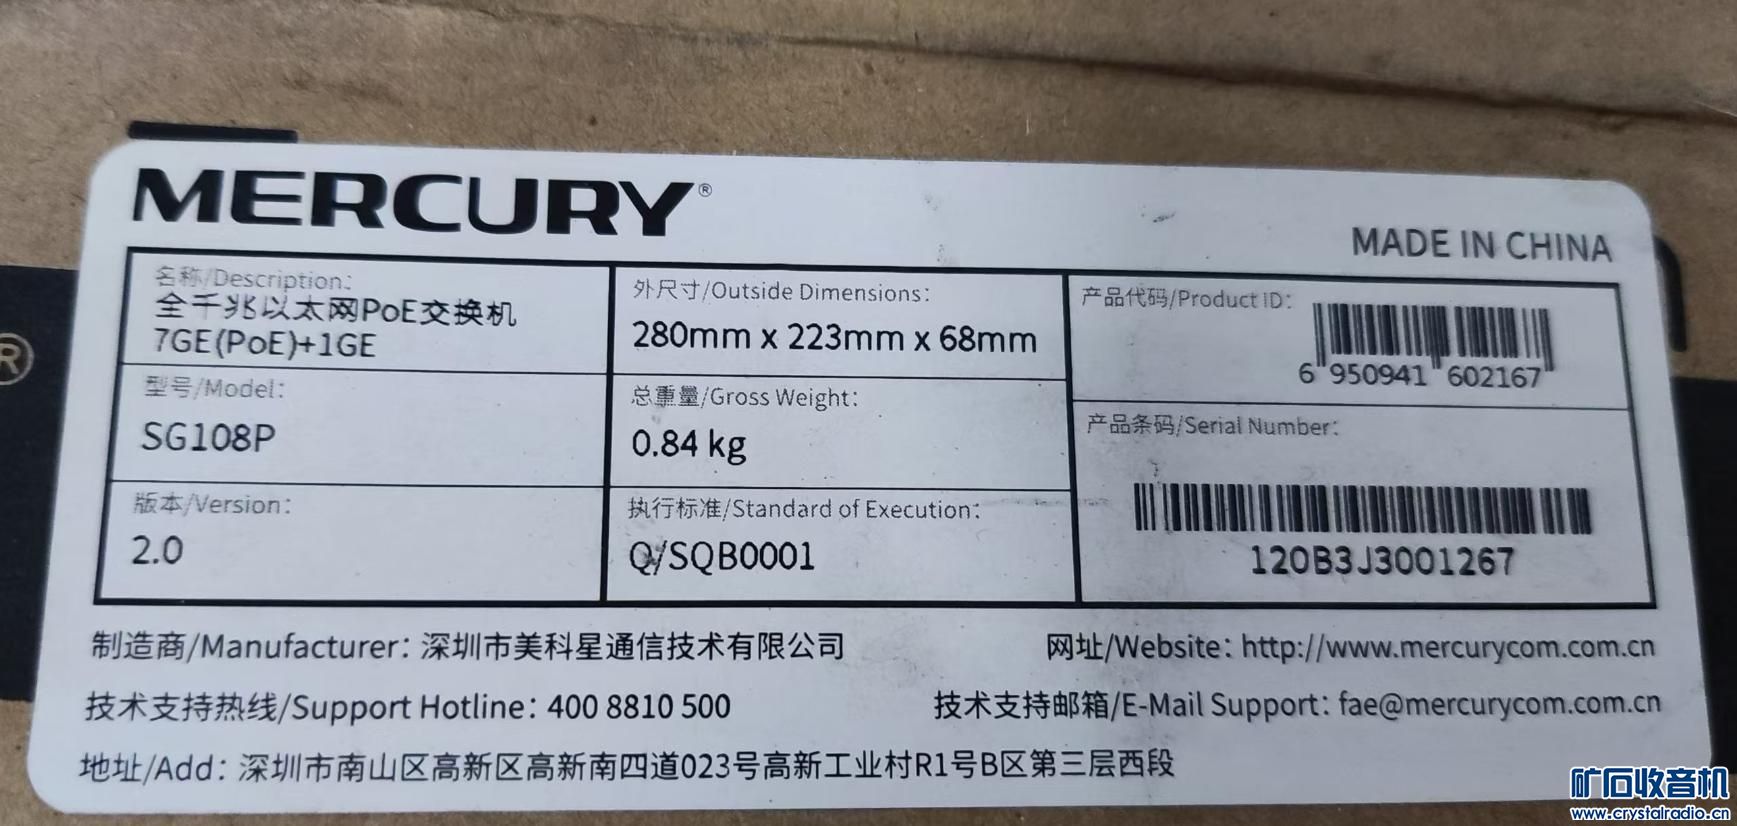 MERCURY®
MADE IN CHINA
名称/Description:
全千兆以太网PoE交换机
7GE(PoE)+1GE
型号/Model:
SG108P
版本/Version:
2.0
外尺寸/Outside Dimensions:
280mm x 223mm x 68mm
总重量/Gross Weight:
0.84 kg
执行标准/Standard of Execution:
Q/SQB0001
产品代码/Product ID:
6 950941 602167
产品条码/Serial Number:
120B3J3001267
制造商/Manufacturer: 深圳市美科星通信技术有限公司
网址/Website: http://www.mercurycom.com.cn
技术支持热线/Support Hotline: 400 8810 500
技术支持邮箱/E-Mail Support: fae@mercurycom.com.cn
地址/Add: 深圳市南山区高新区高新南四道023号高新工业村R1号B区第三层西段
®
矿石收音机
www.crystalradio.cn